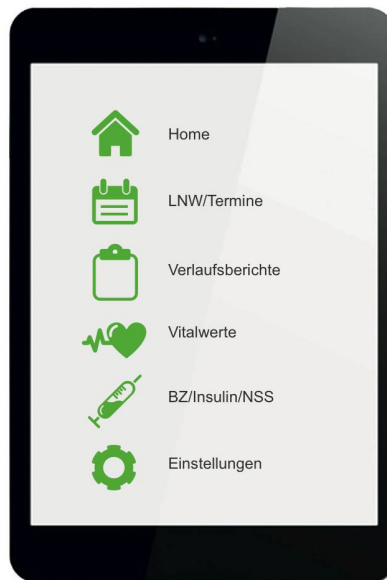 Home
LNW/Termine
Verlaufsberichte
Vitalwerte
BZ/Insulin/NSS
Einstellungen